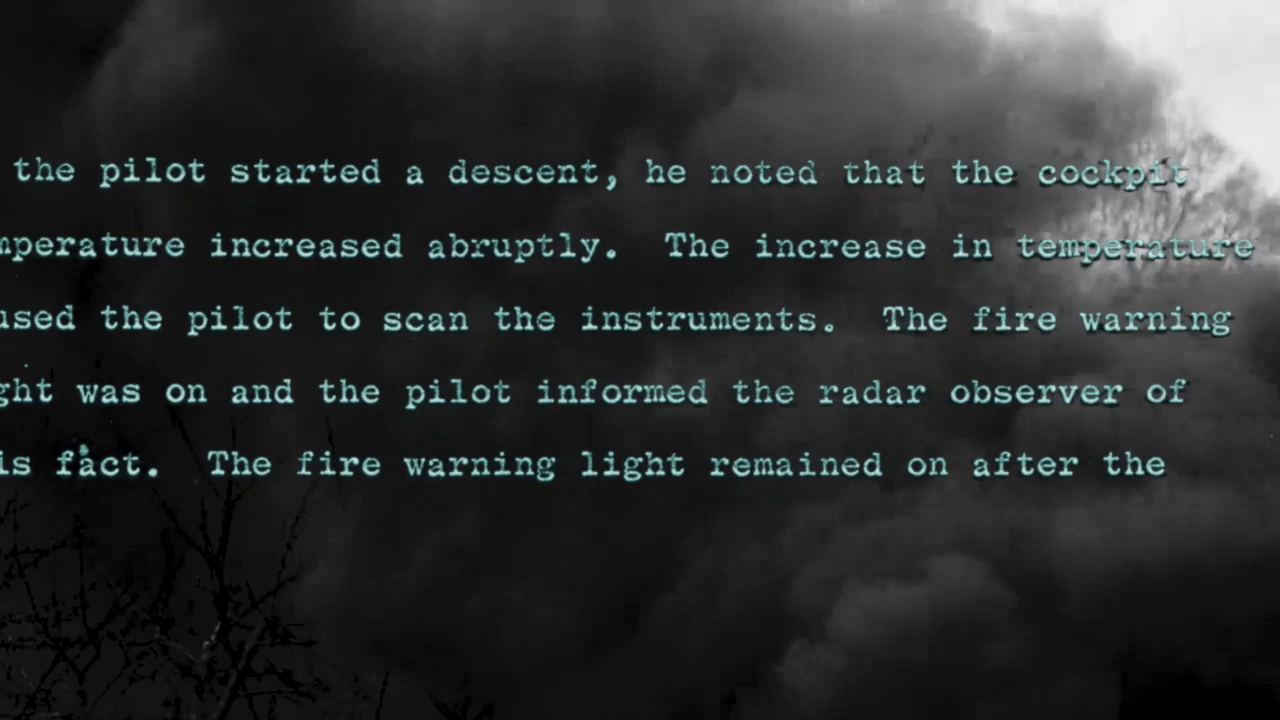 the pilot started a descent, he noted that the cockpit
mperature increased abruptly. The increase in temperature
used the pilot to scan the instruments. The fire warning
ght was on and the pilot informed the radar observer of
is fact. The fire warning light remained on after the